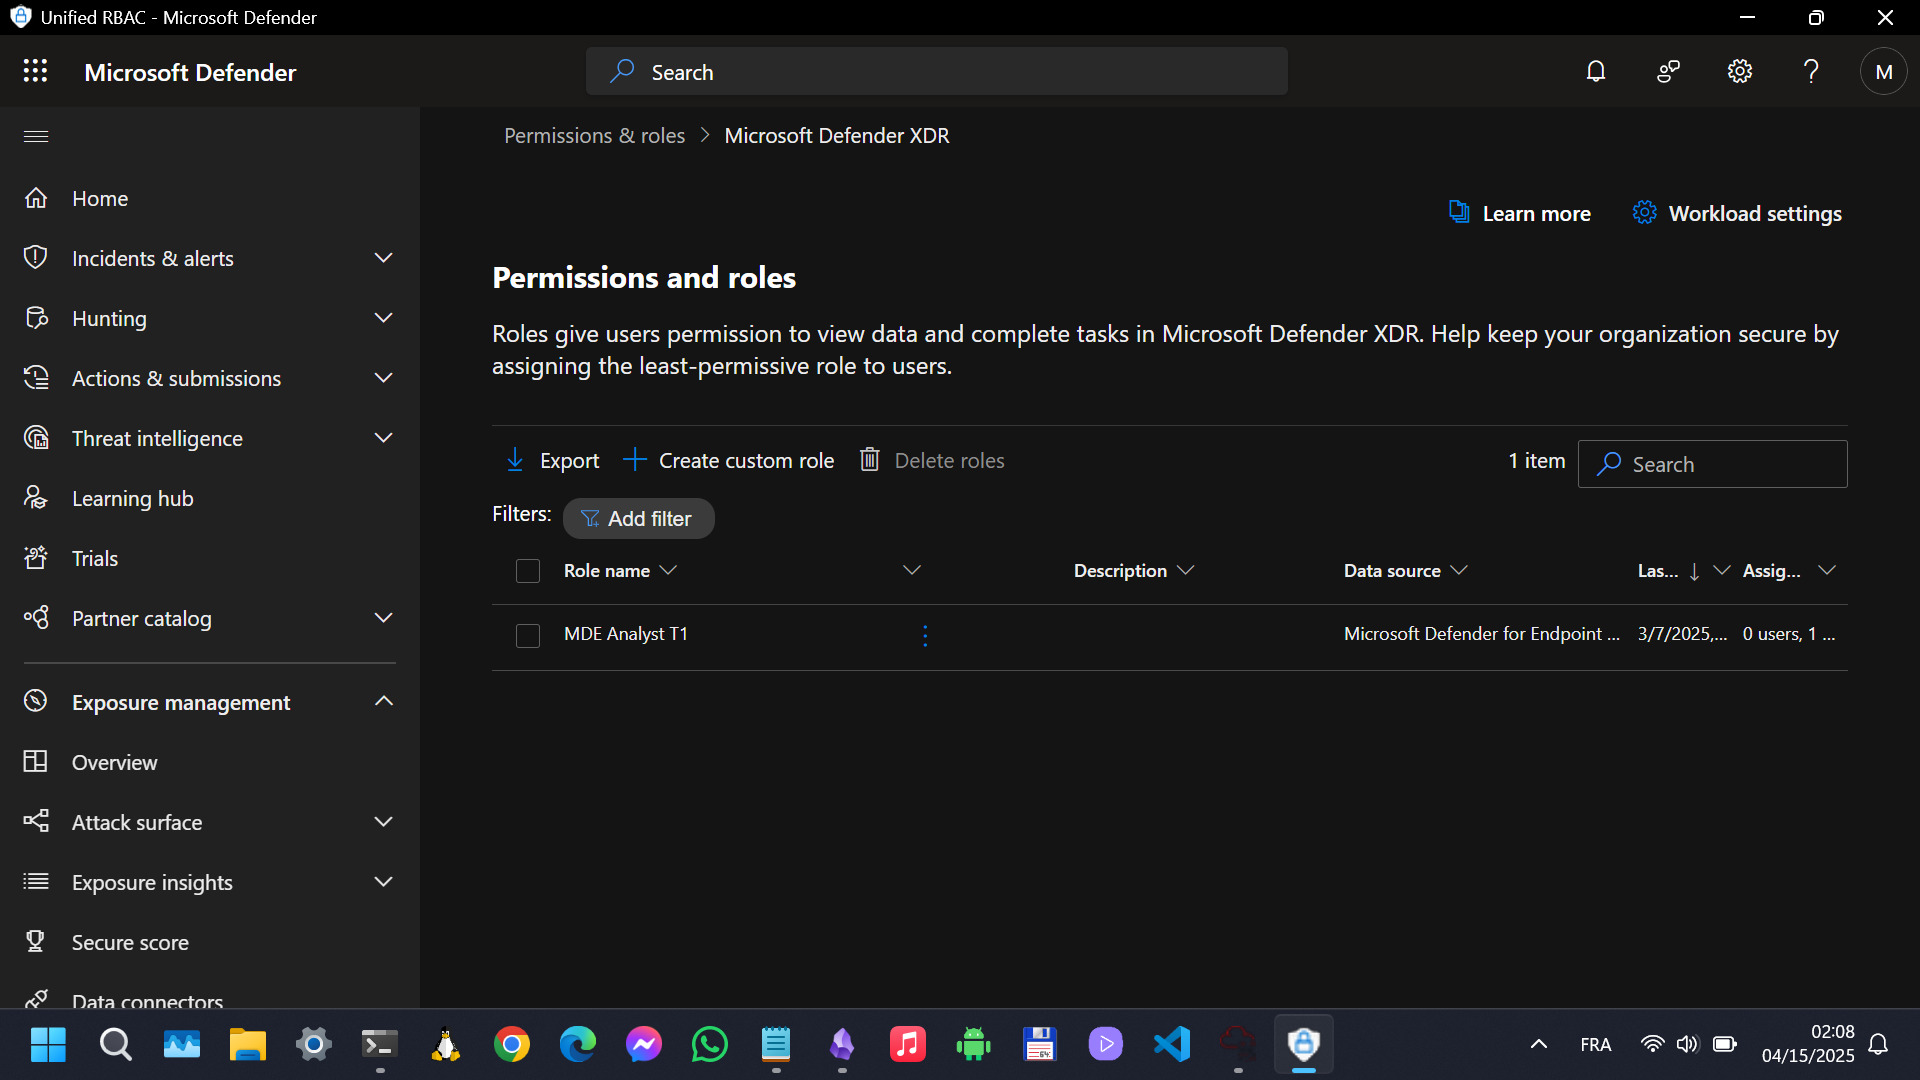 Unified RBAC - Microsoft Defender
Microsoft Defender
Search
M
Permissions & roles
Microsoft Defender XDR
Home
Incidents & alerts
Hunting
Actions & submissions
Threat intelligence
Learning hub
Trials
Partner catalog
Exposure management
Overview
Attack surface
Exposure insights
Secure score
Data connectors
Learn more
Workload settings
Permissions and roles
Roles give users permission to view data and complete tasks in Microsoft Defender XDR. Help keep your organization secure by
assigning the least-permissive role to users.
Export
Create custom role
Delete roles
1 item
Search
Filters:
Add filter
Role name
Description
Data source
Las...
Assig...
MDE Analyst T1
Microsoft Defender for Endpoint ...
3/7/2025,...
0 users, 1 ...
64
FRA
02:08
04/15/2025